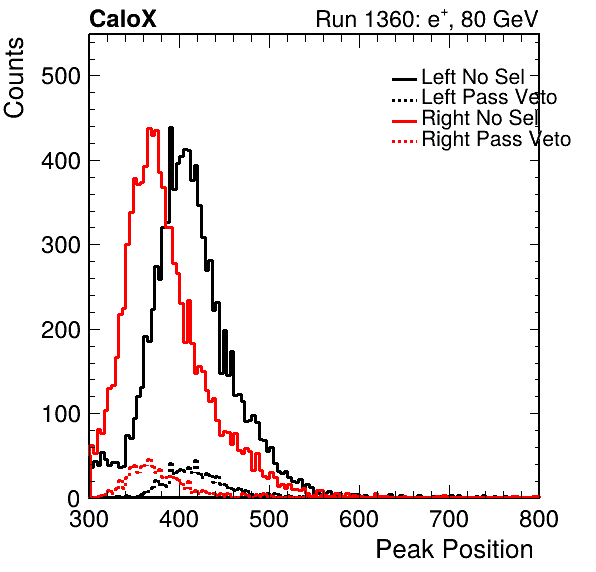 CaloX Run 1360: e+, 80 GeV
Counts
500
400
300
200
100
0
Left No Sel
Left Pass Veto
Right No Sel
Right Pass Veto
300 400 500 600 700 800
Peak Position